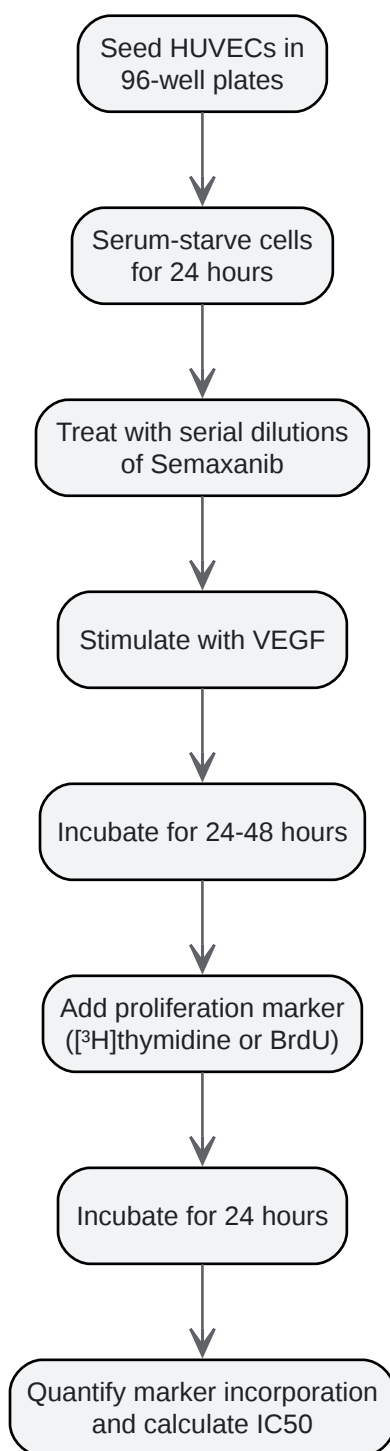 Seed HUVECs in
96-well plates
Serum-starve cells
for 24 hours
Treat with serial dilutions
of Semaxanib
Stimulate with VEGF
Incubate for 24-48 hours
Add proliferation marker
([³H]thymidine or BrdU)
Incubate for 24 hours
Quantify marker incorporation
and calculate IC50